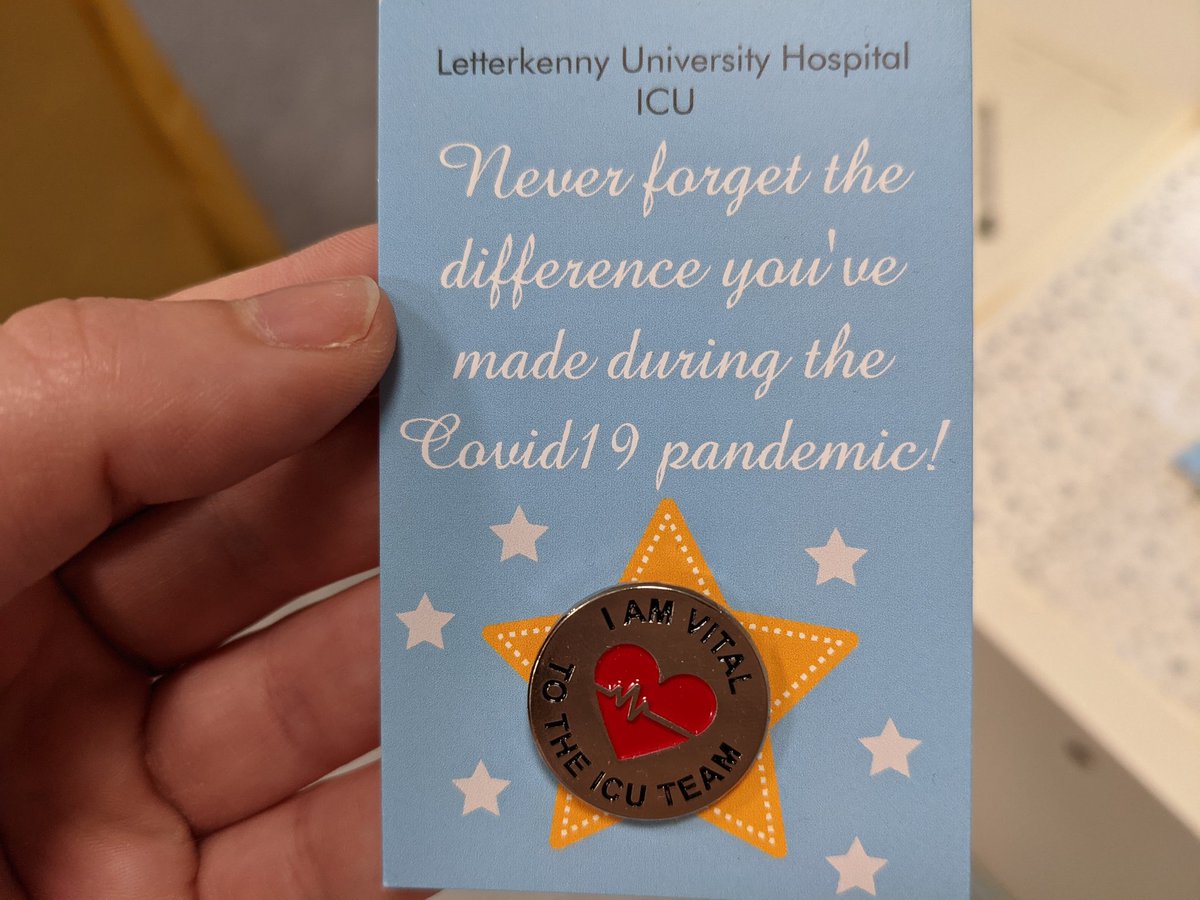 Letterkenny University Hospital
ICU
Never forget the
difference you've
made during the
Covid19 pandemic!
I AM VITAL
TO THE ICU TEAM